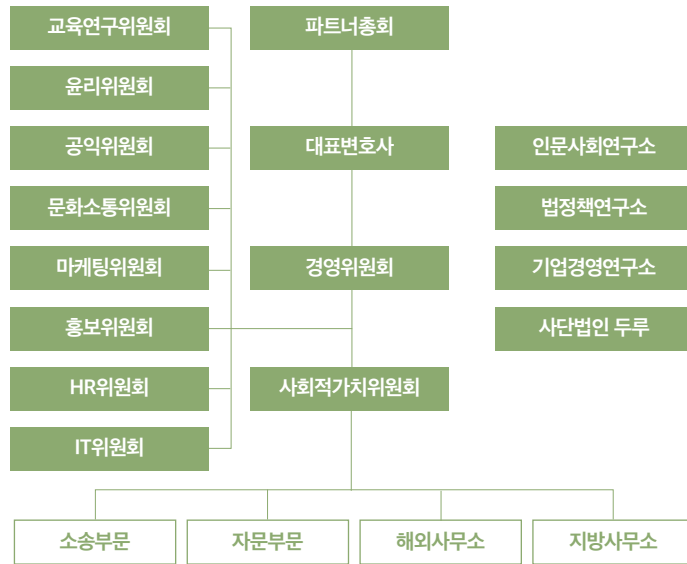 교육연구위원회
윤리위원회
공익위원회
문화소통위원회
마케팅위원회
홍보위원회
HR위원회
IT위원회
파트너총회
대표변호사
경영위원회
사회적가치위원회
인문사회연구소
법정책연구소
기업경영연구소
사단법인 두루
소송부문
자문부문
해외사무소
지방사무소